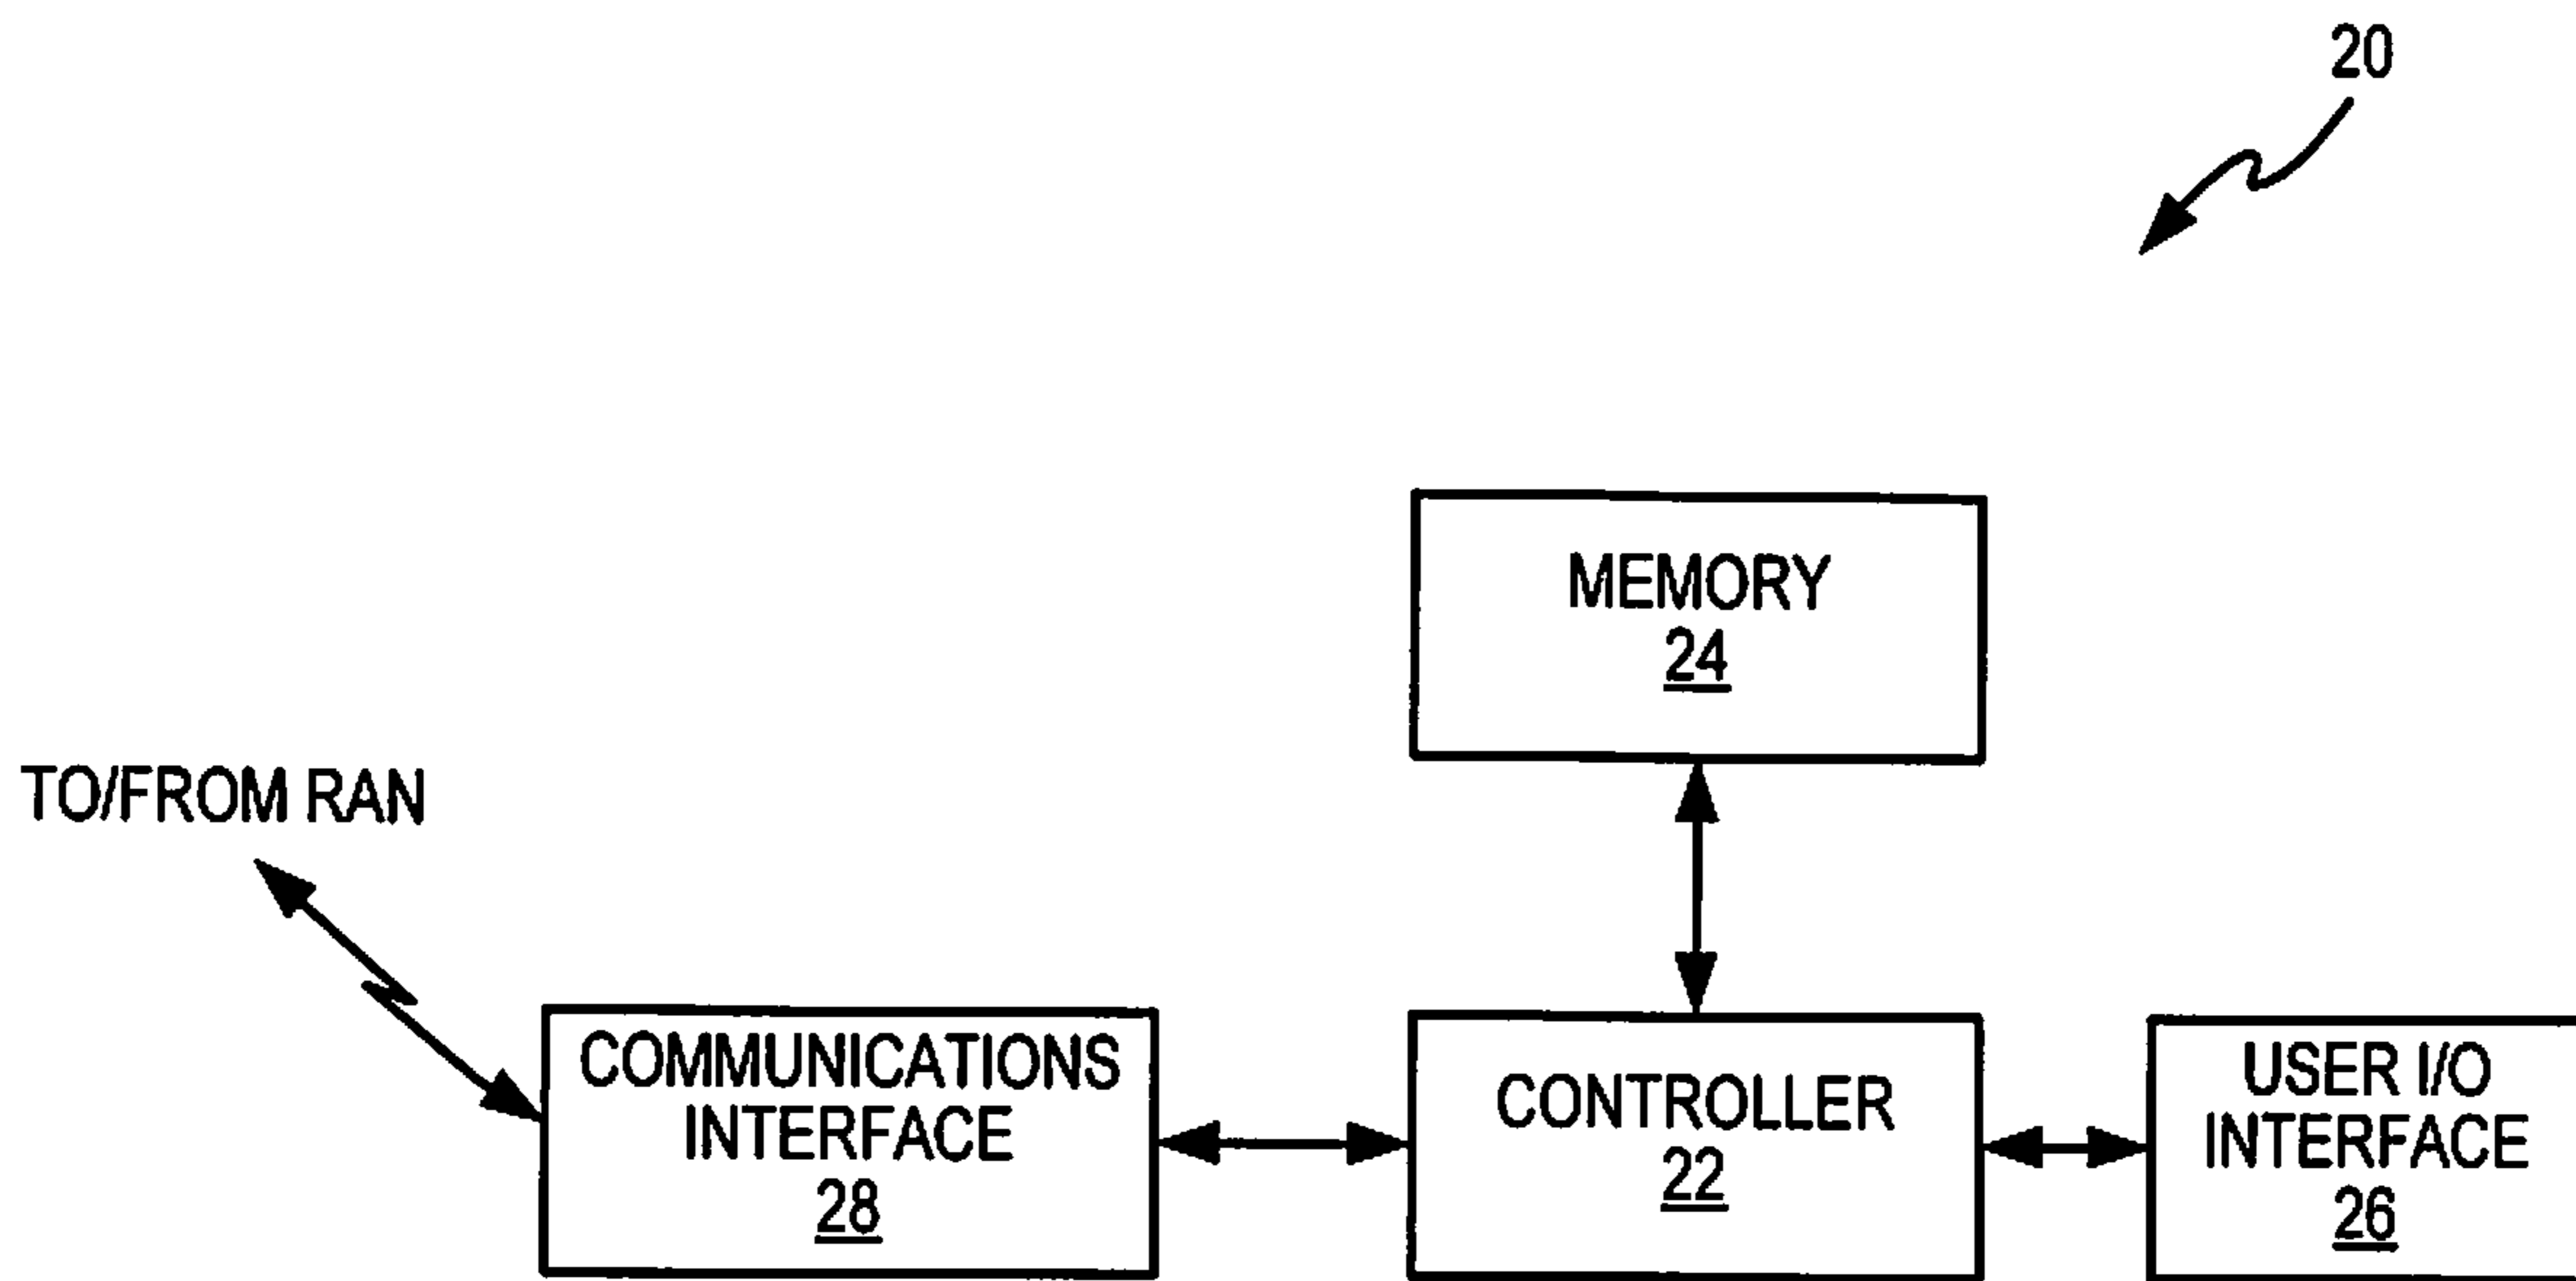 20
MEMORY
24
TO/FROM RAN
COMMUNICATIONS
INTERFACE
28
CONTROLLER
22
USER I/O
INTERFACE
26